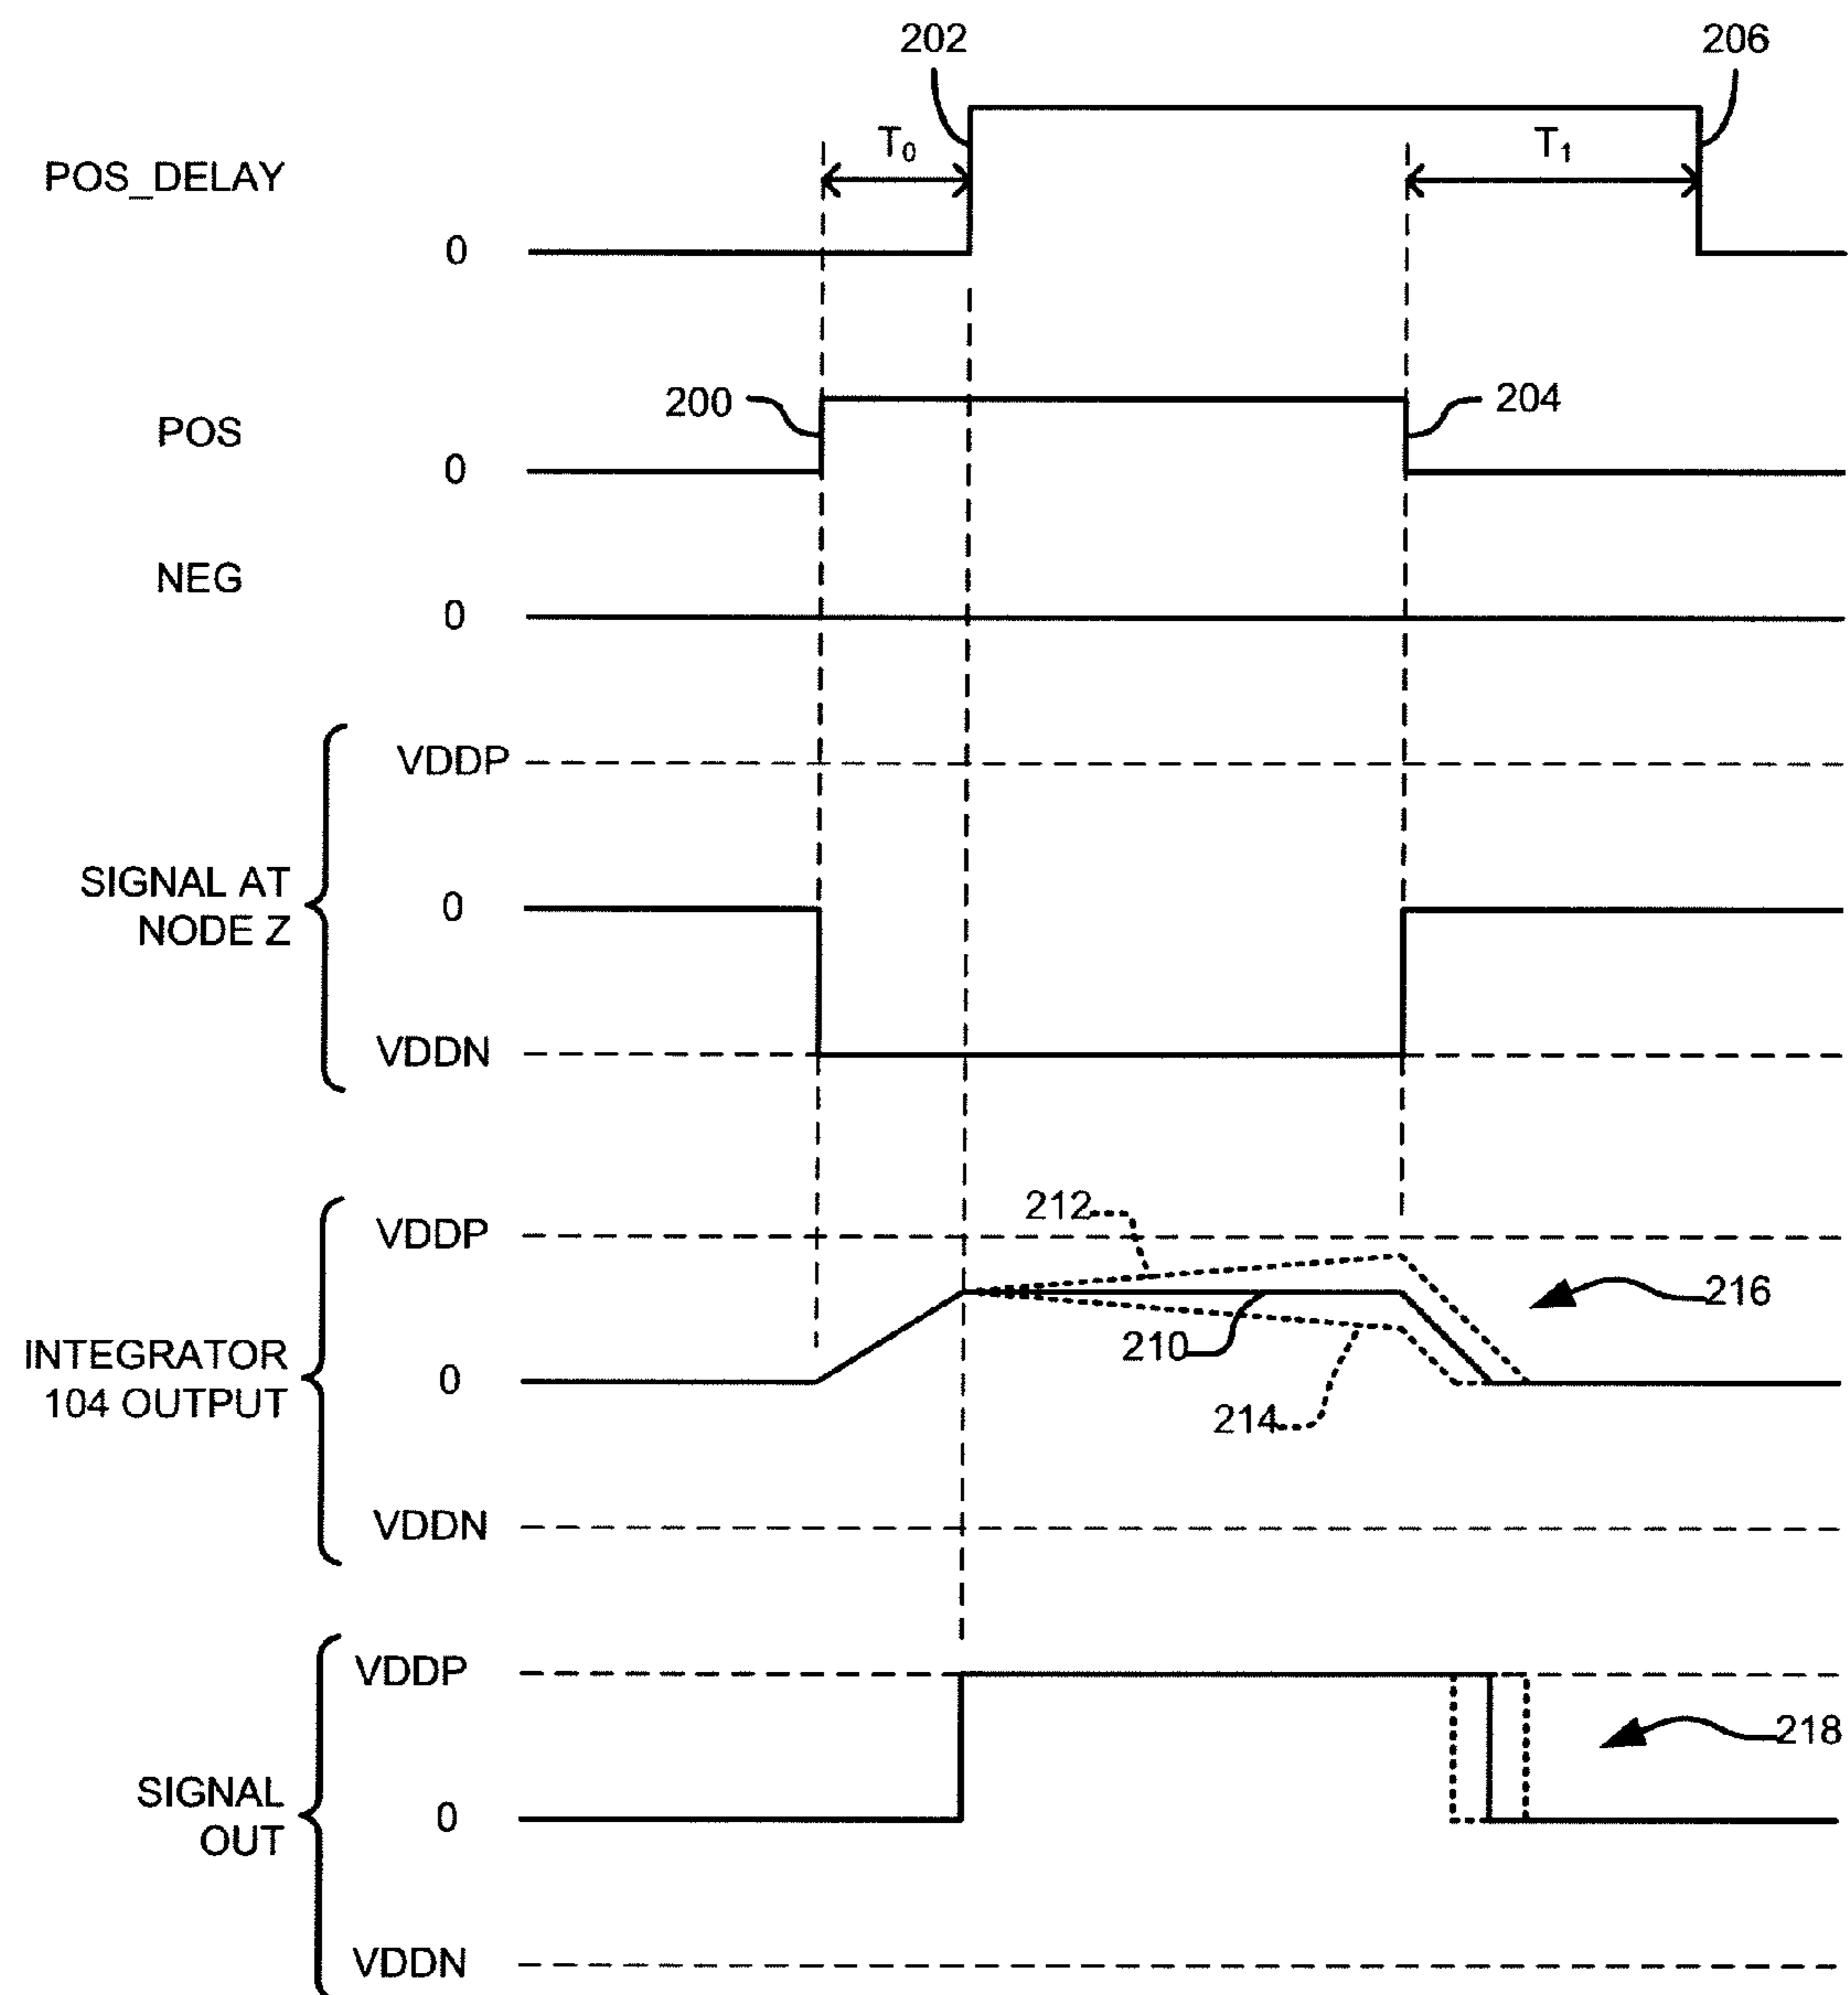 202
206
T0
T1
POS_DELAY
0
200
204
POS
0
NEG
0
VDDP
SIGNAL AT
NODE Z
0
VDDN
212
VDDP
216
210
INTEGRATOR
104 OUTPUT
0
214
VDDN
VDDP
218
SIGNAL
OUT
0
VDDN